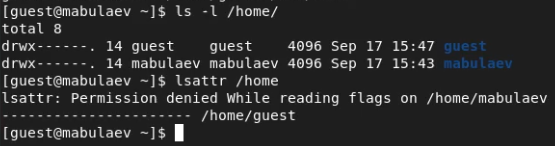 [guest@mabulaev ~]$ ls -l /home/
total 8
drwx------. 14 guest    guest    4096 Sep 17 15:47 guest
drwx------. 14 mabulaev mabulaev 4096 Sep 17 15:43 mabulaev
[guest@mabulaev ~]$ lsattr /home
lsattr: Permission denied While reading flags on /home/mabulaev
---------------------- /home/guest
[guest@mabulaev ~]$